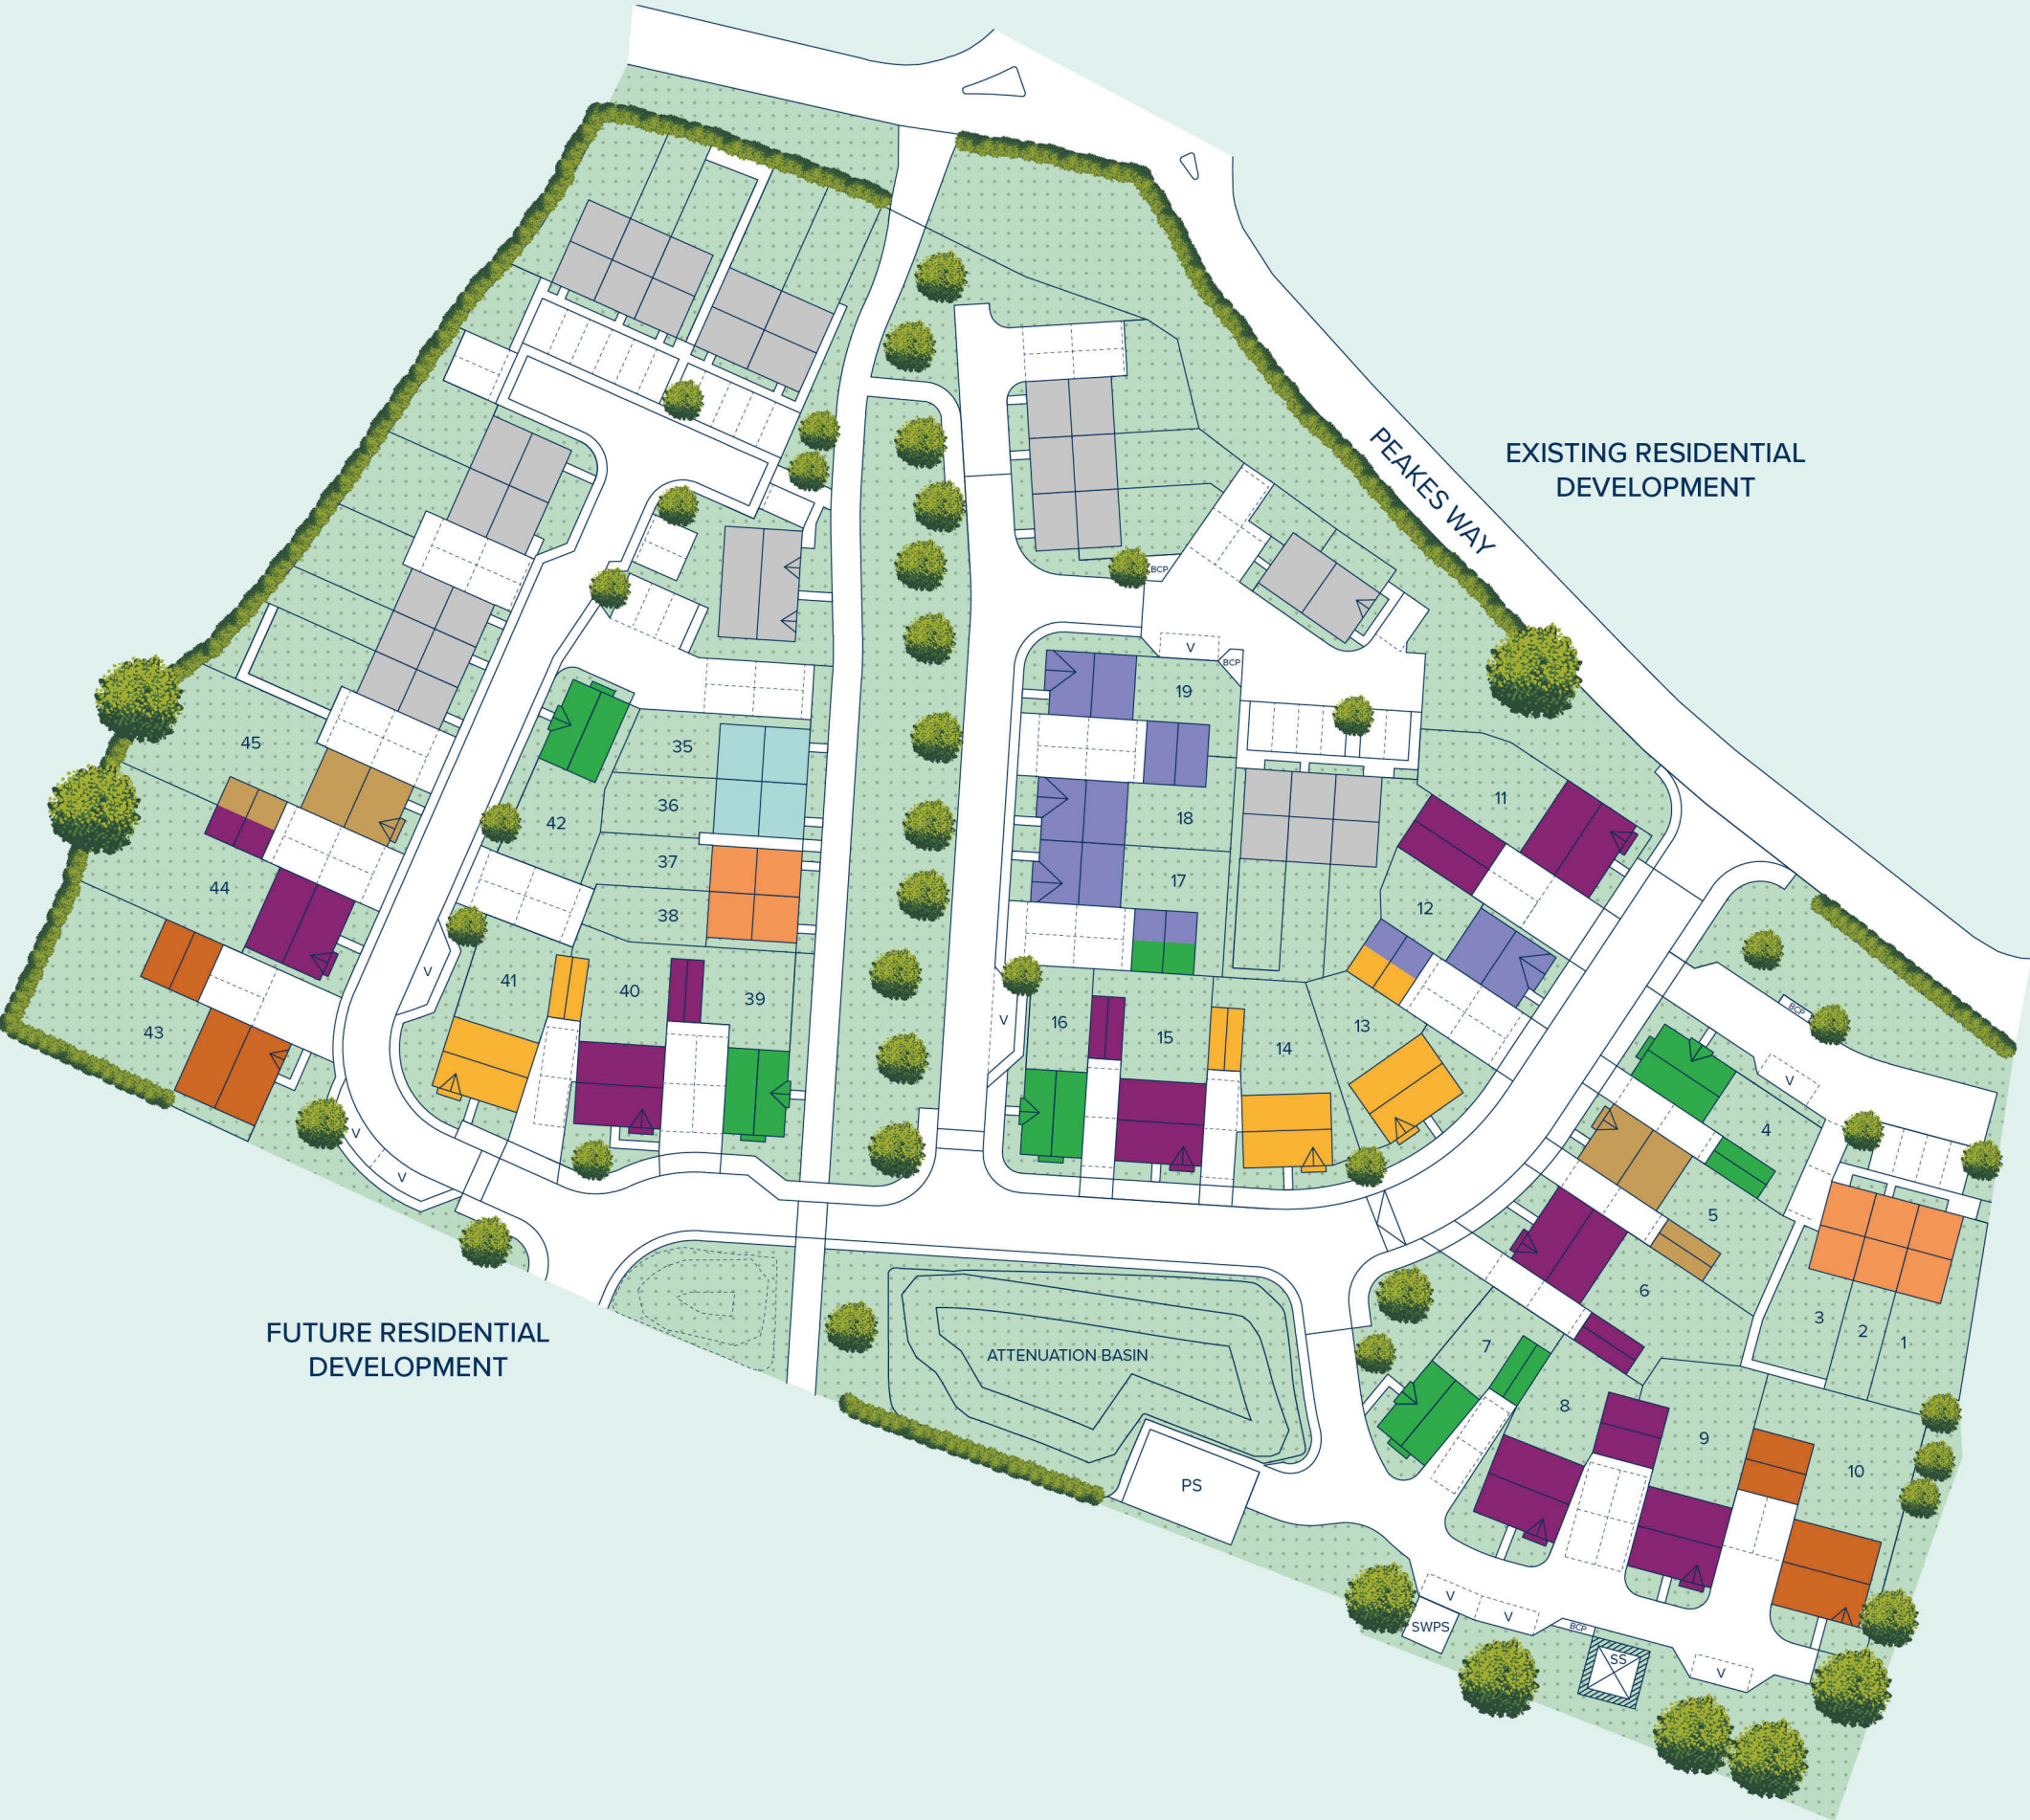 PEAKES WAY
EXISTING RESIDENTIAL
DEVELOPMENT
BCP
V
BCP
19
45
35
36
42
18
11
37
44
38
17
12
V
41
40
39
43
V
16
15
14
13
BCP
V
V
V
4
5
6
3
2
1
FUTURE RESIDENTIAL
DEVELOPMENT
ATTENUATION BASIN
7
8
9
10
PS
V
V
SWPS
BCP
SS
V